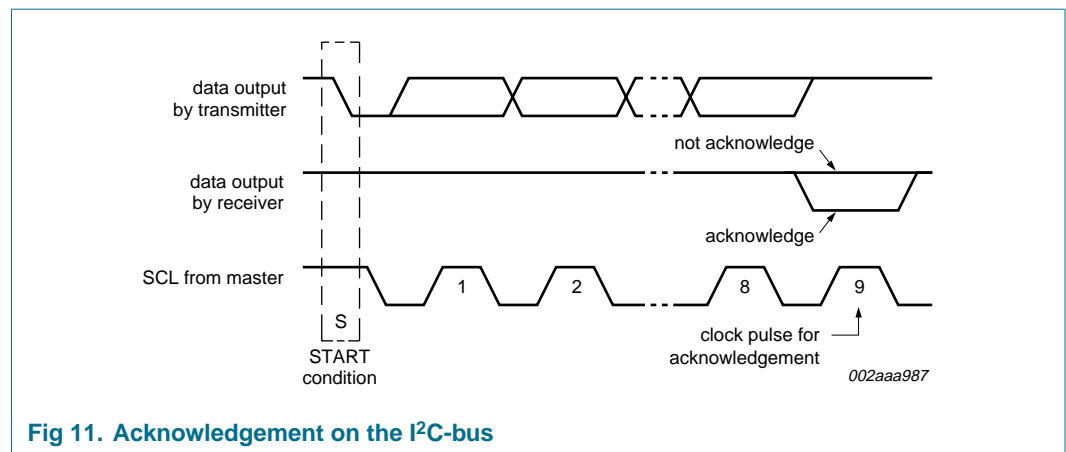 data output
by transmitter
not acknowledge
data output
by receiver
acknowledge
SCL from master
1
2
8
9
S
START
condition
clock pulse for
acknowledgement
002aaa987
Fig 11. Acknowledgement on the I²C-bus